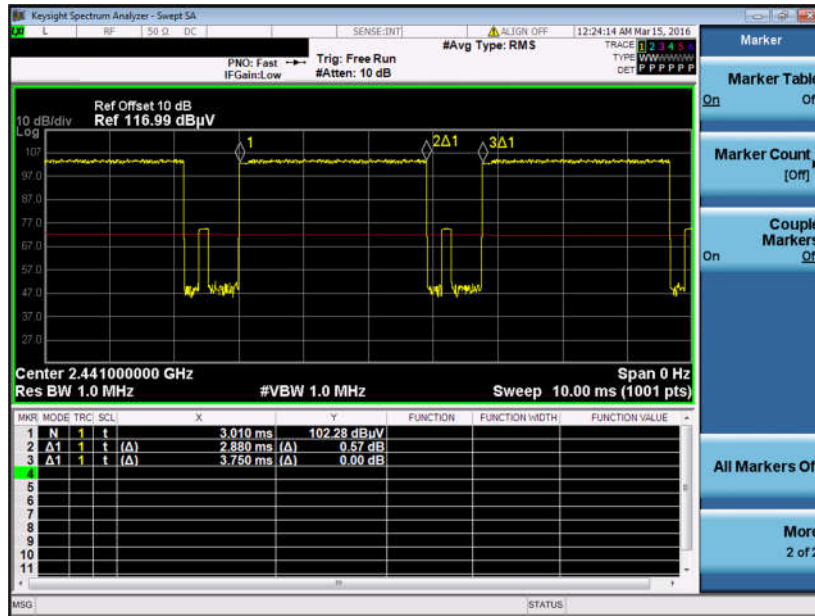 Keysight Spectrum Analyzer - Swept SA
L RF 50 Ω DC SENSE:INT ALIGN OFF 12:24:14 AM Mar 15, 2016
#Avg Type: RMS TRACE 1 2 3 4 5 6
PNO: Fast Trig: Free Run TYPE WWWWWW
IFGain:Low #Atten: 10 dB DET P P P P P P
Ref Offset 10 dB
10 dB/div Ref 116.99 dBµV
Log
1 2Δ1 3Δ1
107
97.0
87.0
77.0
67.0
57.0
47.0
37.0
27.0
Center 2.441000000 GHz Span 0 Hz
Res BW 1.0 MHz #VBW 1.0 MHz Sweep 10.00 ms (1001 pts)
MKR MODE TRC SCL X Y FUNCTION FUNCTION WIDTH FUNCTION VALUE
1 N 1 t 3.010 ms 102.28 dBµV
2 Δ1 1 t (Δ) 2.880 ms (Δ) 0.57 dB
3 Δ1 1 t (Δ) 3.750 ms (Δ) 0.00 dB
4
5
6
7
8
9
10
11
MSG STATUS
Marker
Marker Table
On Of
Marker Count
[Off]
Couple
Markers
On Of
All Markers Of
More
2 of 2